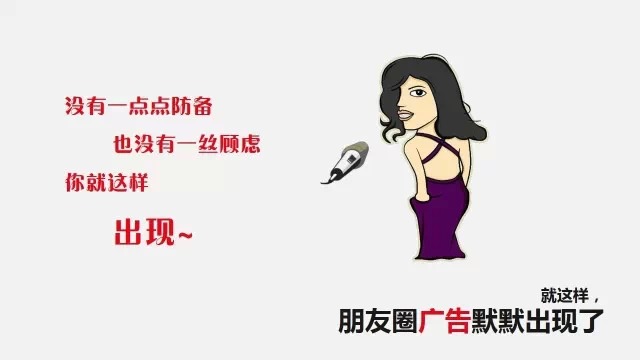 没有一点点防备
也没有一丝顾虑
你就这样
出现~
就这样，
朋友圈广告默默出现了